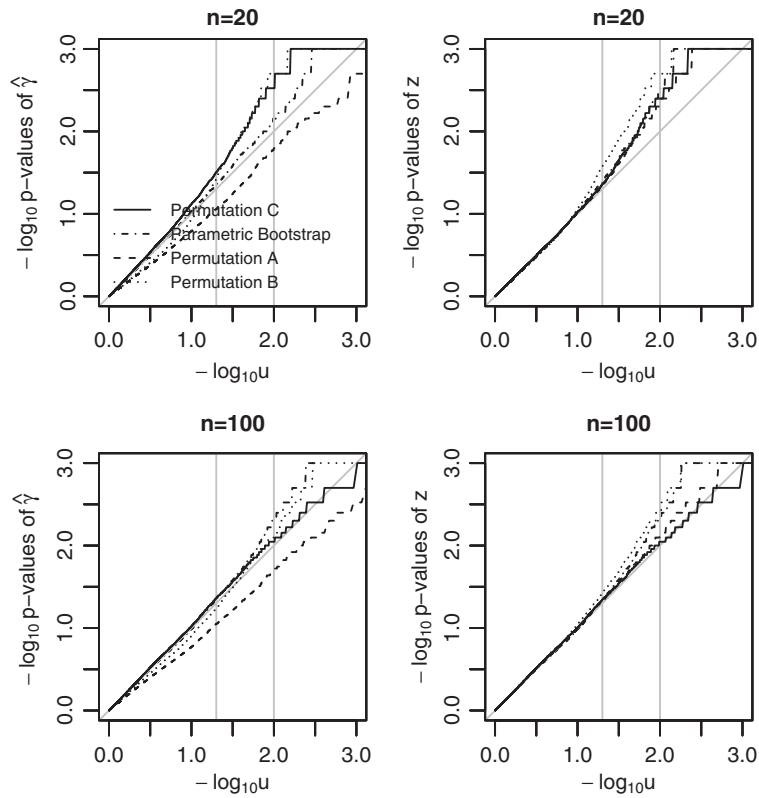 n=20
− log10 p−values of γ̂
3.0
2.0
1.0
0.0
Permutation C
Parametric Bootstrap
Permutation A
Permutation B
0.0 1.0 2.0 3.0
− log10u
n=20
− log10 p−values of z
3.0
2.0
1.0
0.0
0.0 1.0 2.0 3.0
− log10u
n=100
− log10 p−values of γ̂
3.0
2.0
1.0
0.0
0.0 1.0 2.0 3.0
− log10u
n=100
− log10 p−values of z
3.0
2.0
1.0
0.0
0.0 1.0 2.0 3.0
− log10u